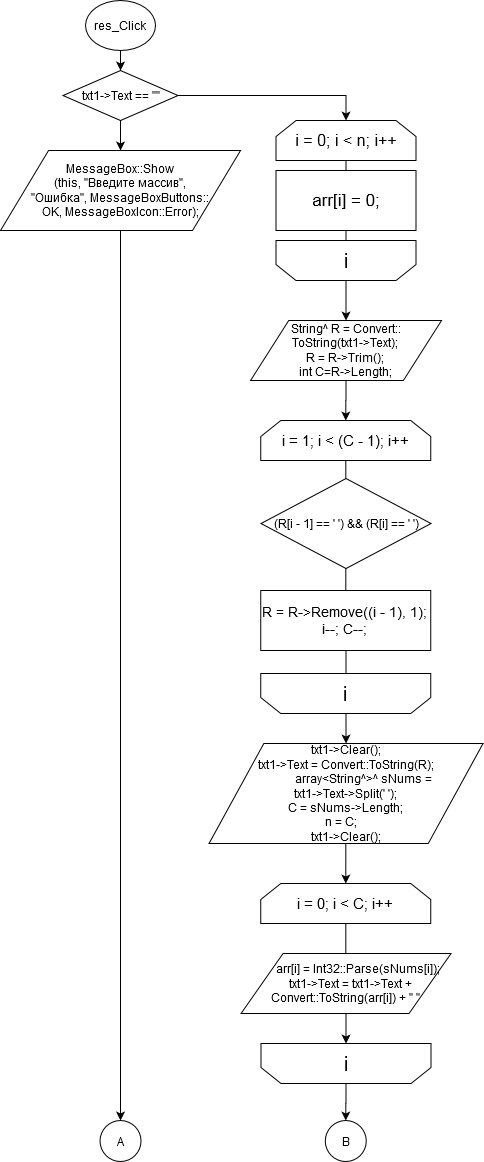 res_Click
txt1->Text == ""
MessageBox::Show
(this, "Введите массив",
"Ошибка", MessageBoxButtons::
OK, MessageBoxIcon::Error);
i = 0; i < n; i++
arr[i] = 0;
i
String^ R = Convert::
ToString(txt1->Text);
R = R->Trim();
int C=R->Length;
i = 1; i < (C - 1); i++
(R[i - 1] == ' ') && (R[i] == ' ')
R = R->Remove((i - 1), 1);
i--; C--;
i
txt1->Clear();
txt1->Text = Convert::ToString(R);
array<String^>^ sNums =
txt1->Text->Split(' ');
C = sNums->Length;
n = C;
txt1->Clear();
i = 0; i < C; i++
arr[i] = Int32::Parse(sNums[i]);
txt1->Text = txt1->Text +
Convert::ToString(arr[i]) + " "
i
A
B